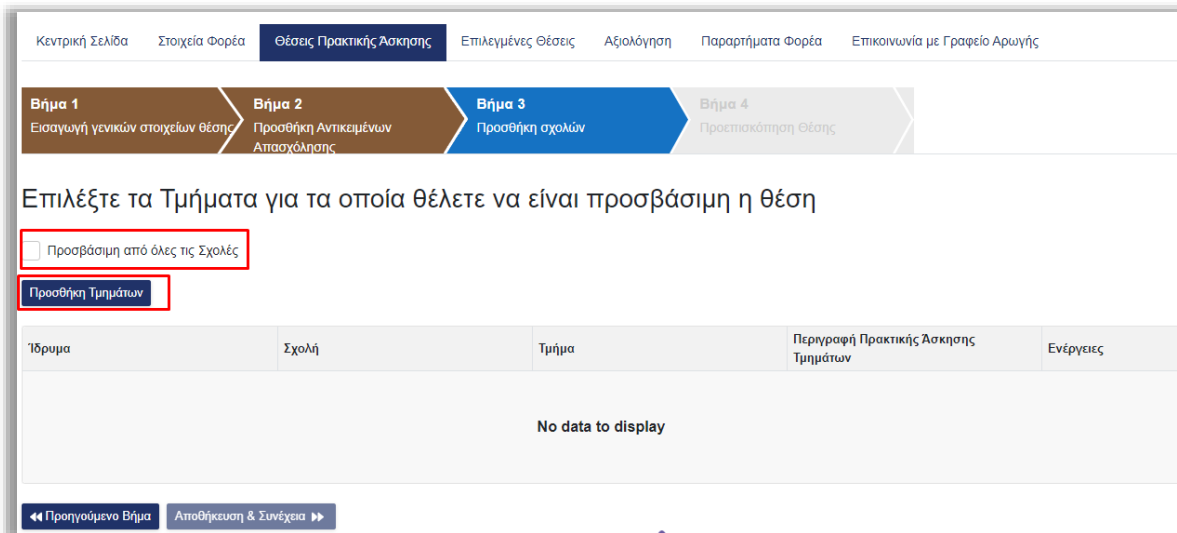 Κεντρική Σελίδα Στοιχεία Φορέα Θέσεις Πρακτικής Άσκησης Επιλεγμένες Θέσεις Αξιολόγηση Παραρτήματα Φορέα Επικοινωνία με Γραφείο Αρωγής
Βήμα 1 Βήμα 2 Βήμα 3 Βήμα 4
Εισαγωγή γενικών στοιχείων θέσης Προσθήκη Αντικειμένων Προσθήκη σχολών Προεπισκόπηση Θέσης
Απασχόλησης
Επιλέξτε τα Τμήματα για τα οποία θέλετε να είναι προσβάσιμη η θέση
Προσβάσιμη από όλες τις Σχολές
Προσθήκη Τμημάτων
Ίδρυμα Σχολή Τμήμα Περιγραφή Πρακτικής Άσκησης Ενέργειες
Τμημάτων
No data to display
Προηγούμενο Βήμα Αποθήκευση & Συνέχεια